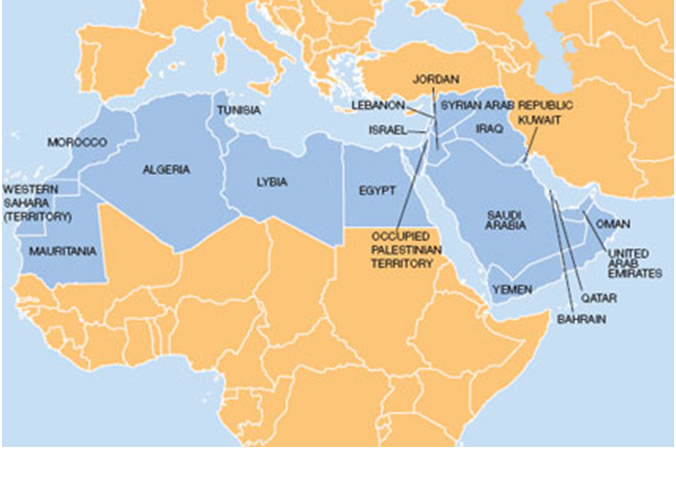 JORDAN
LEBANON
SYRIAN ARAB REPUBLIC
TUNISIA
KUWAIT
ISRAEL
IRAQ
MOROCCO
ALGERIA
LYBIA
EGYPT
WESTERN
SAHARA
(TERRITORY)
SAUDI
ARABIA
OMAN
OCCUPIED
PALESTINIAN
TERRITORY
MAURITANIA
UNITED
ARAB
EMIRATES
YEMEN
QATAR
BAHRAIN